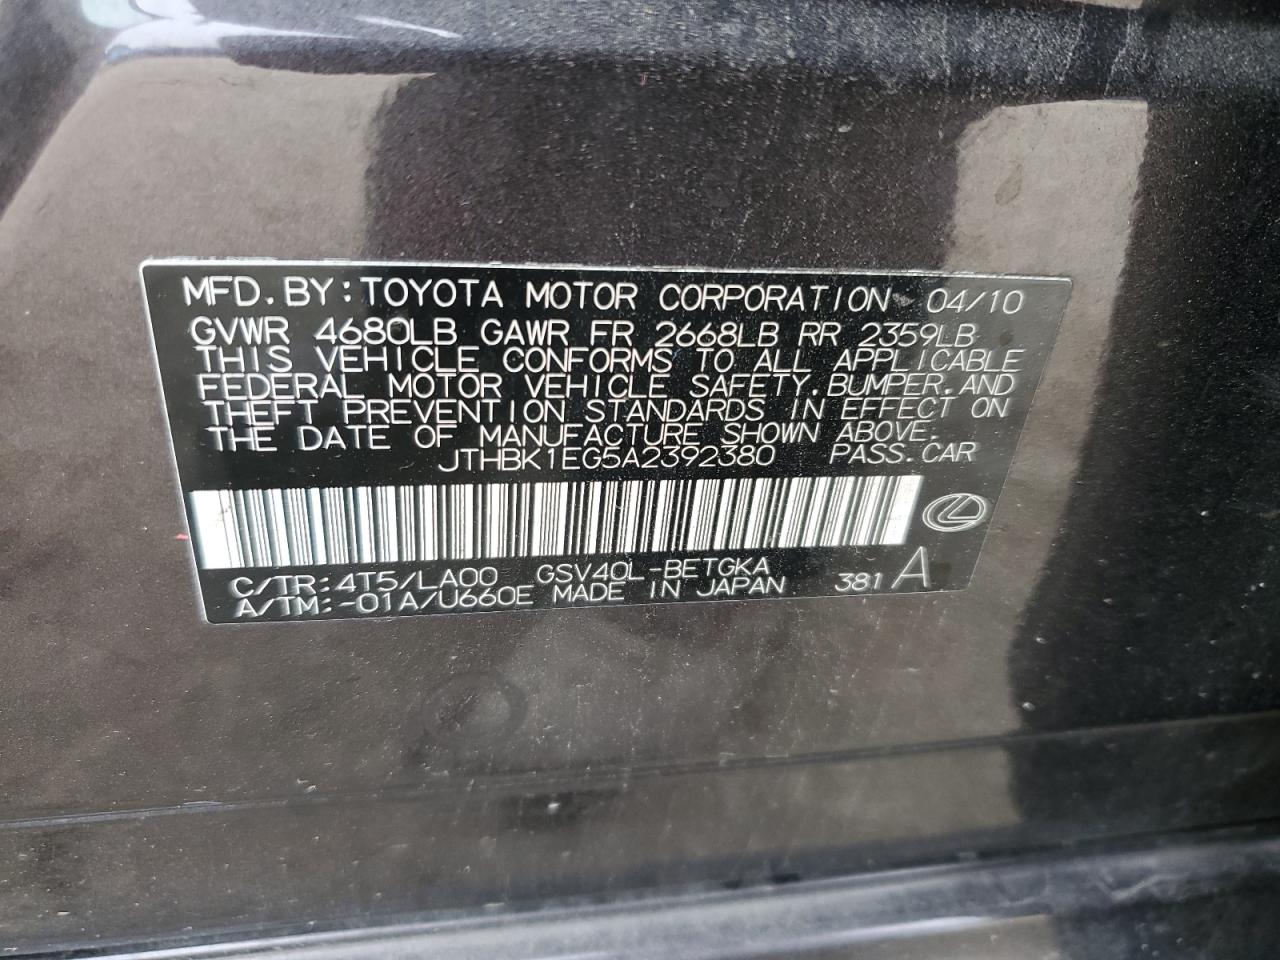 MFD. BY: TOYOTA MOTOR CORPORATION 04/10
GVWR 4680LB GAWR FR 2668LB RR 2359LB
THIS VEHICLE CONFORMS TO ALL APPLICABLE
FEDERAL MOTOR VEHICLE SAFETY, BUMPER, AND
THEFT PREVENTION STANDARDS IN EFFECT ON
THE DATE OF MANUFACTURE SHOWN ABOVE.
JTHBK1EG5A2392380 PASS. CAR
C/TR: 4T5/LA00 GSV40L-BETGKA
A/TM: -01A/U660E MADE IN JAPAN 381 A